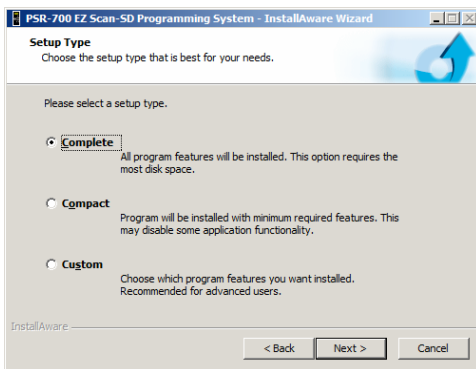 PSR-700 EZ Scan-SD Programming System - InstallAware Wizard
Setup Type
Choose the setup type that is best for your needs.
Please select a setup type.
Complete
All program features will be installed. This option requires the
most disk space.
Compact
Program will be installed with minimum required features. This
may disable some application functionality.
Custom
Choose which program features you want installed.
Recommended for advanced users.
InstallAware
< Back Next > Cancel